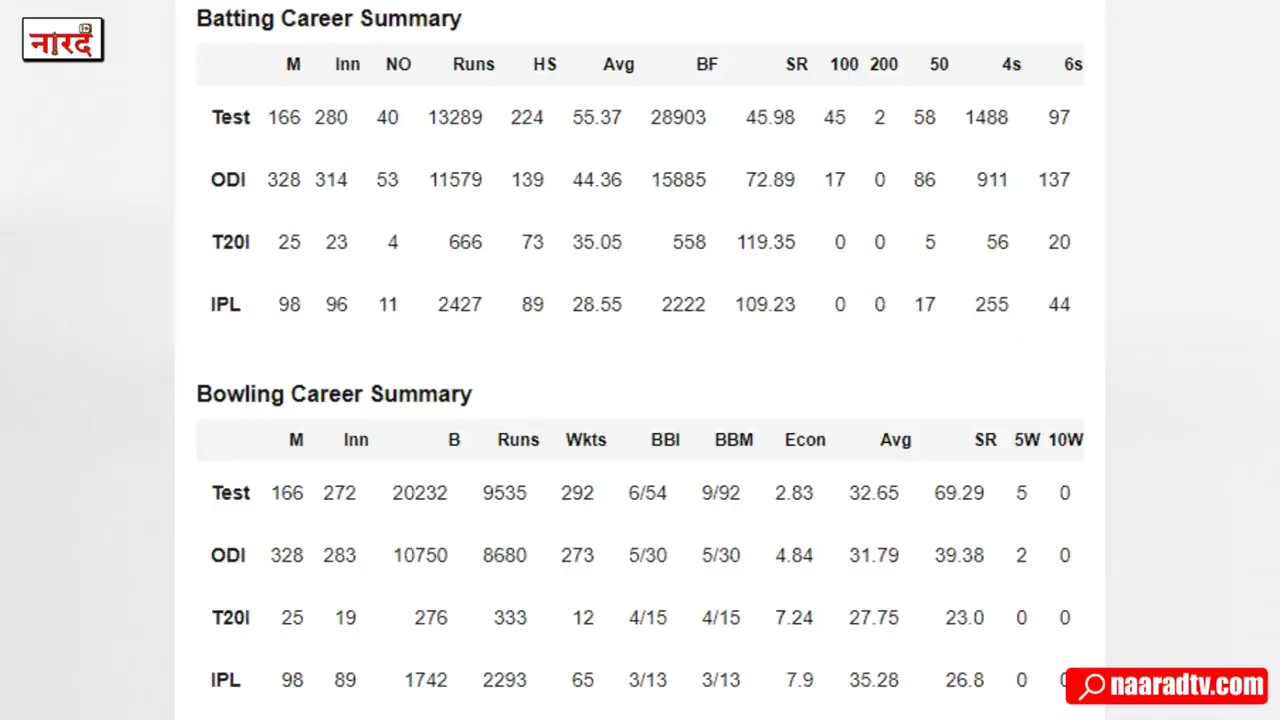 नारद
Batting Career Summary
M Inn NO Runs HS Avg BF SR 100 200 50 4s 6s
Test 166 280 40 13289 224 55.37 28903 45.98 45 2 58 1488 97
ODI 328 314 53 11579 139 44.36 15885 72.89 17 0 86 911 137
T20I 25 23 4 666 73 35.05 558 119.35 0 0 5 56 20
IPL 98 96 11 2427 89 28.55 2222 109.23 0 0 17 255 44
Bowling Career Summary
M Inn B Runs Wkts BBI BBM Econ Avg SR 5W 10W
Test 166 272 20232 9535 292 6/54 9/92 2.83 32.65 69.29 5 0
ODI 328 283 10750 8680 273 5/30 5/30 4.84 31.79 39.38 2 0
T20I 25 19 276 333 12 4/15 4/15 7.24 27.75 23.0 0 0
IPL 98 89 1742 2293 65 3/13 3/13 7.9 35.28 26.8 0
naaradtv.com